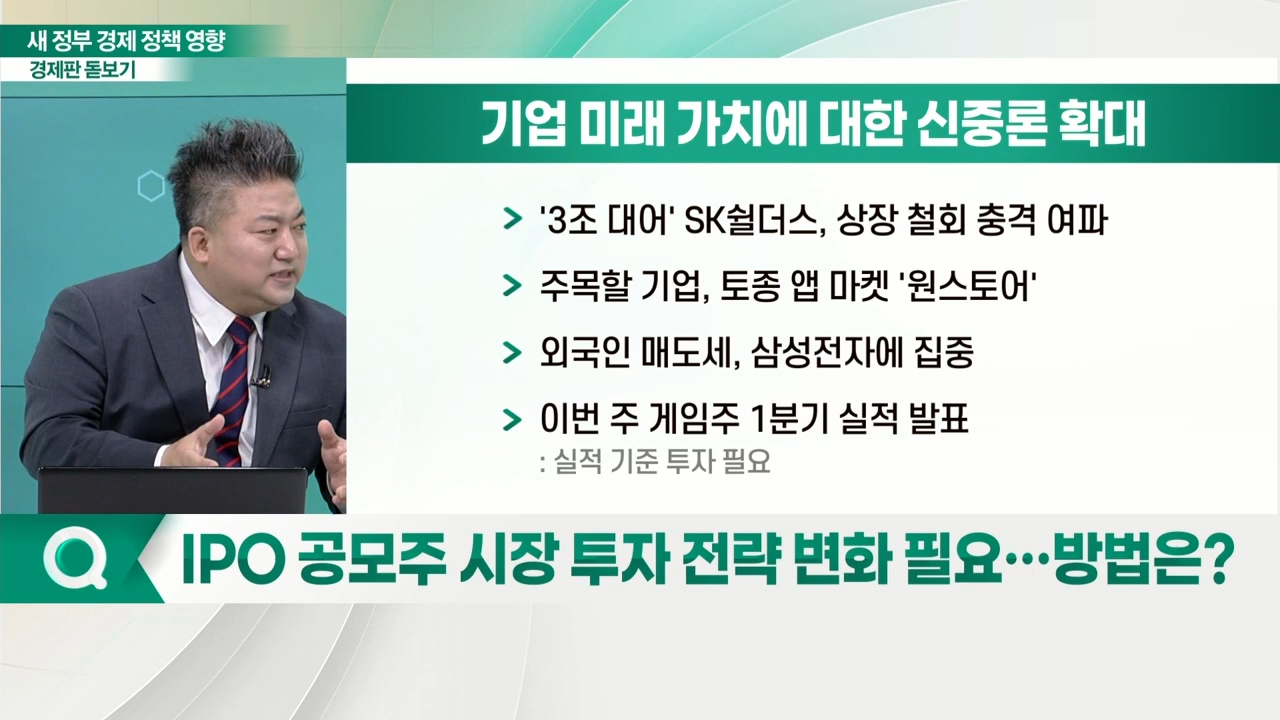 새 정부 경제 정책 영향
경제판 돋보기
기업 미래 가치에 대한 신중론 확대
> '3조 대어' SK쉴더스, 상장 철회 충격 여파
> 주목할 기업, 토종 앱 마켓 '원스토어'
> 외국인 매도세, 삼성전자에 집중
> 이번 주 게임주 1분기 실적 발표
: 실적 기준 투자 필요
Q IPO 공모주 시장 투자 전략 변화 필요…방법은?